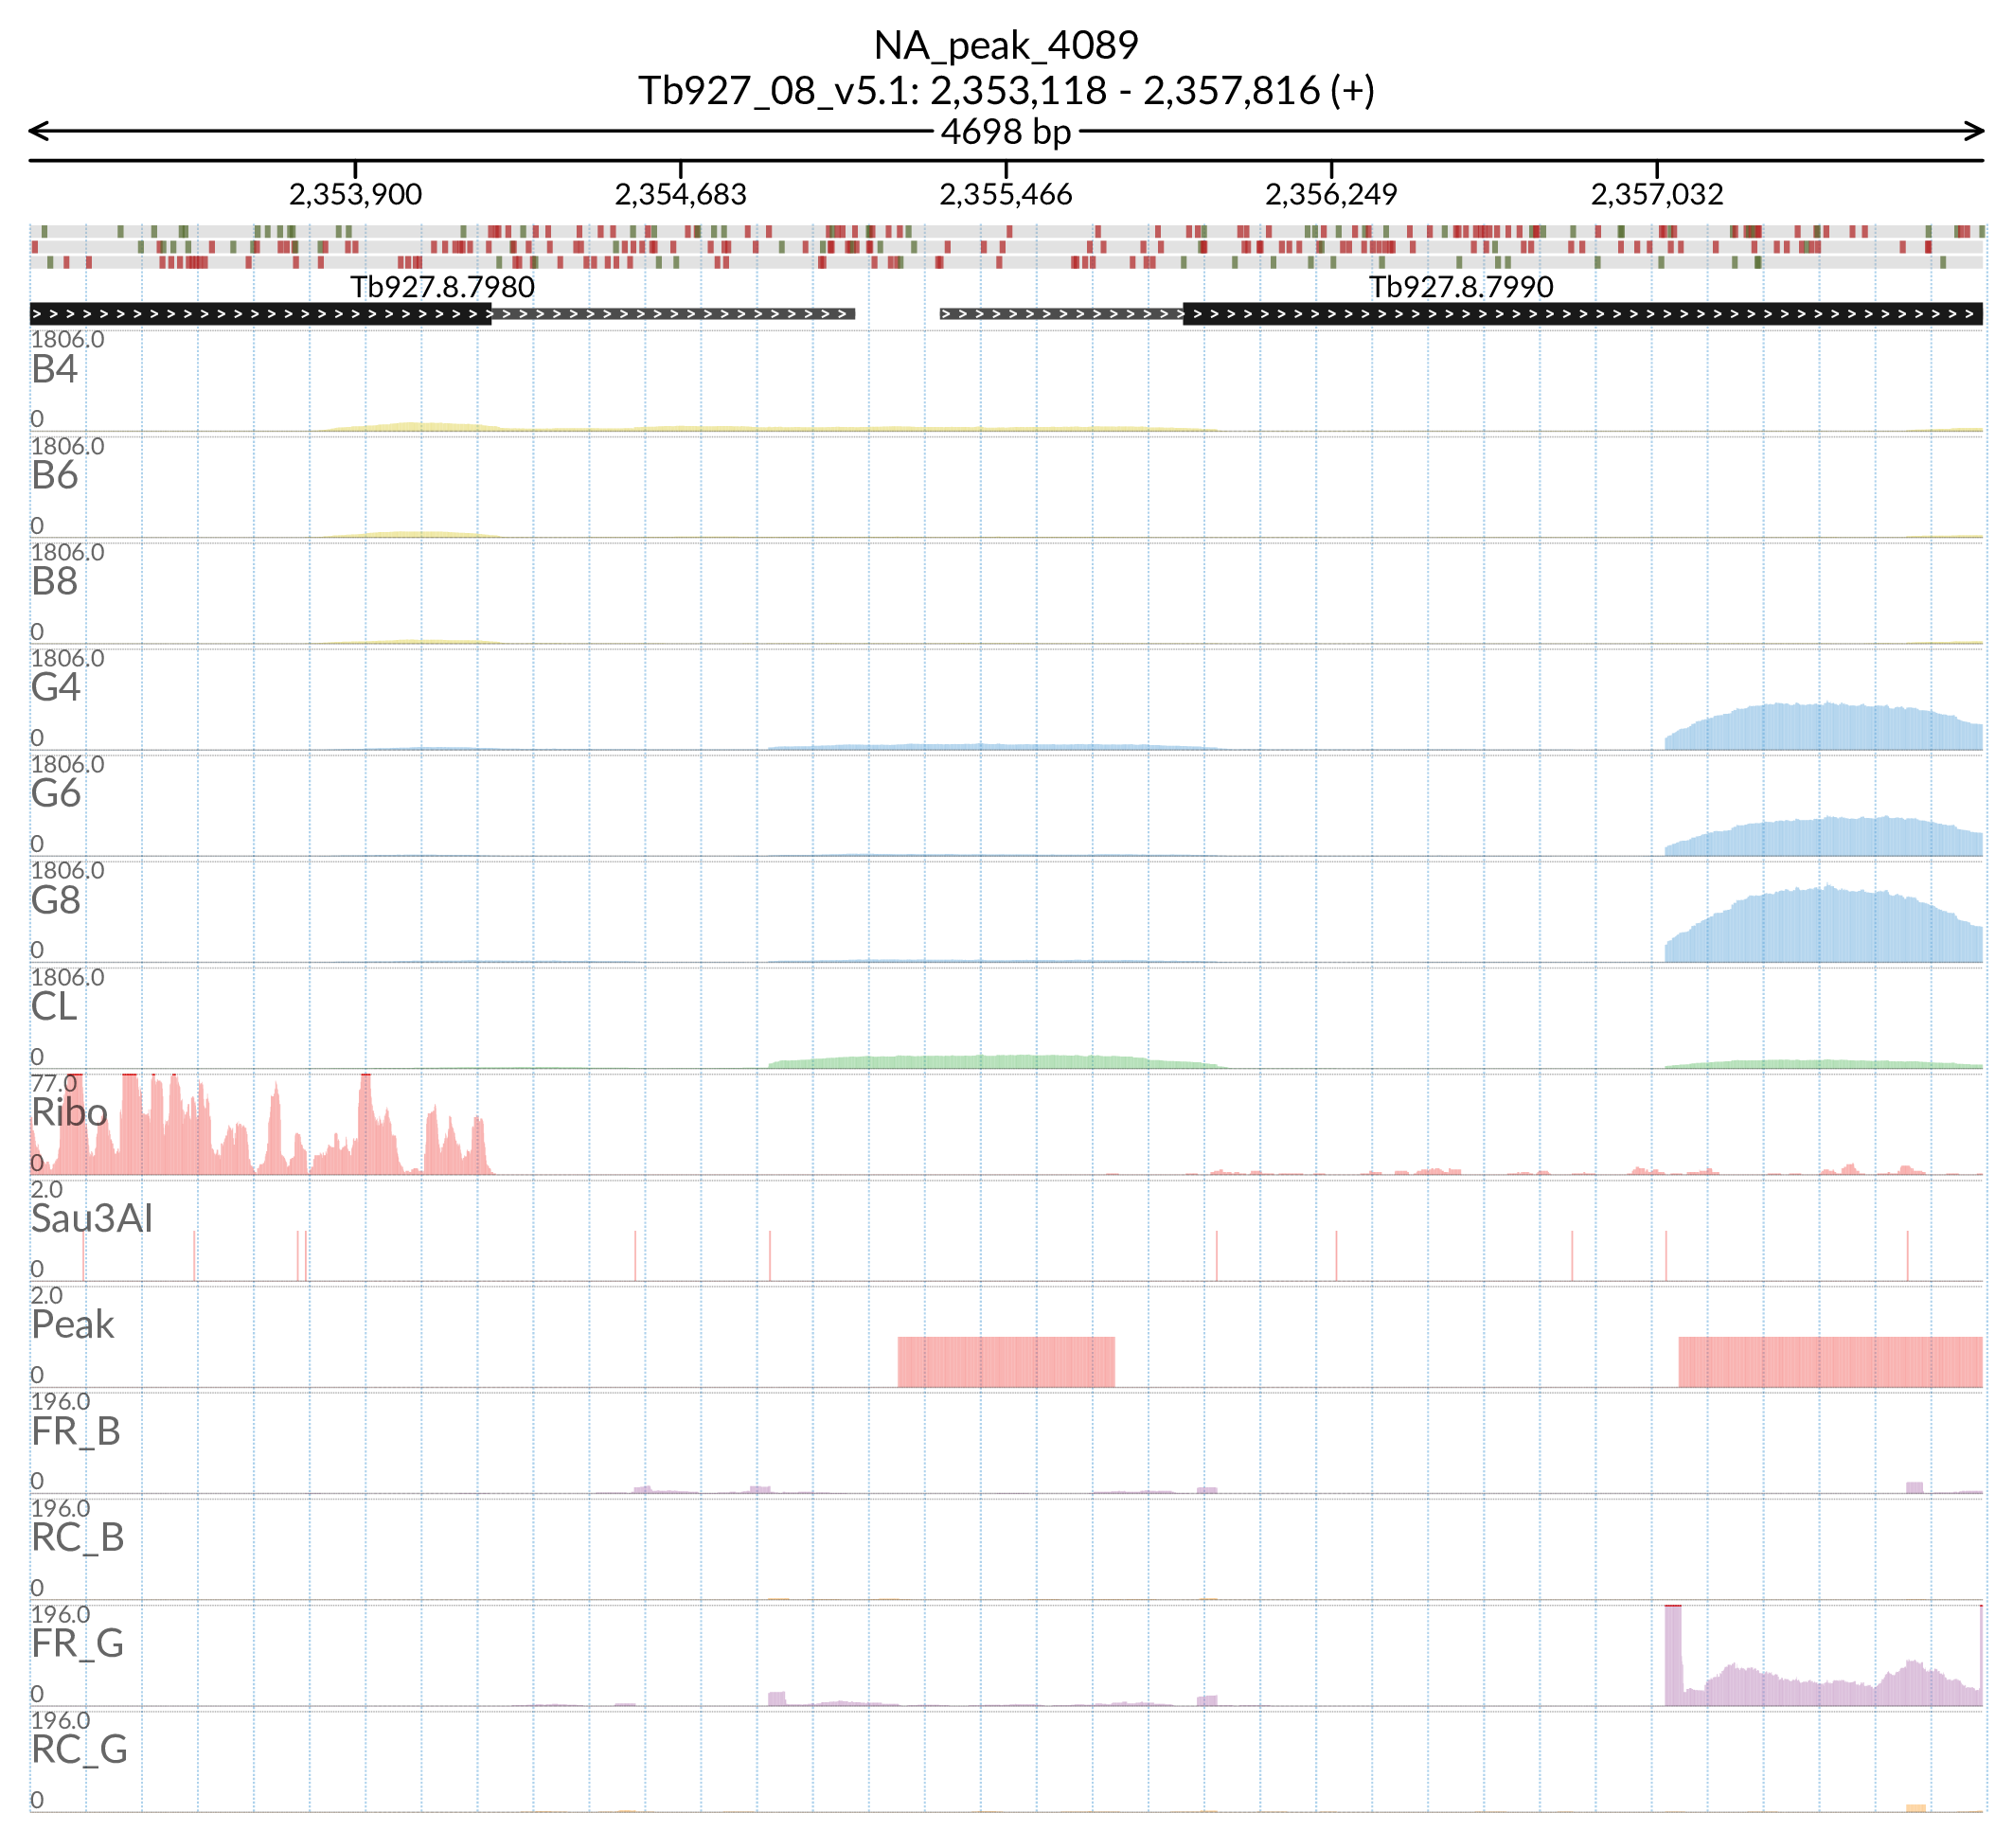 NA_peak_4089
Tb927_08_v5.1: 2,353,118 - 2,357,816 (+)
4698 bp
2,353,900 2,354,683 2,355,466 2,356,249 2,357,032
Tb927.8.7980 Tb927.8.7990
1806.0
B4
0
1806.0
B6
0
1806.0
B8
0
1806.0
G4
0
1806.0
G6
0
1806.0
G8
0
1806.0
CL
0
77.0
Ribo
0
2.0
Sau3AI
0
2.0
Peak
0
196.0
FR_B
0
196.0
RC_B
0
196.0
FR_G
0
196.0
RC_G
0